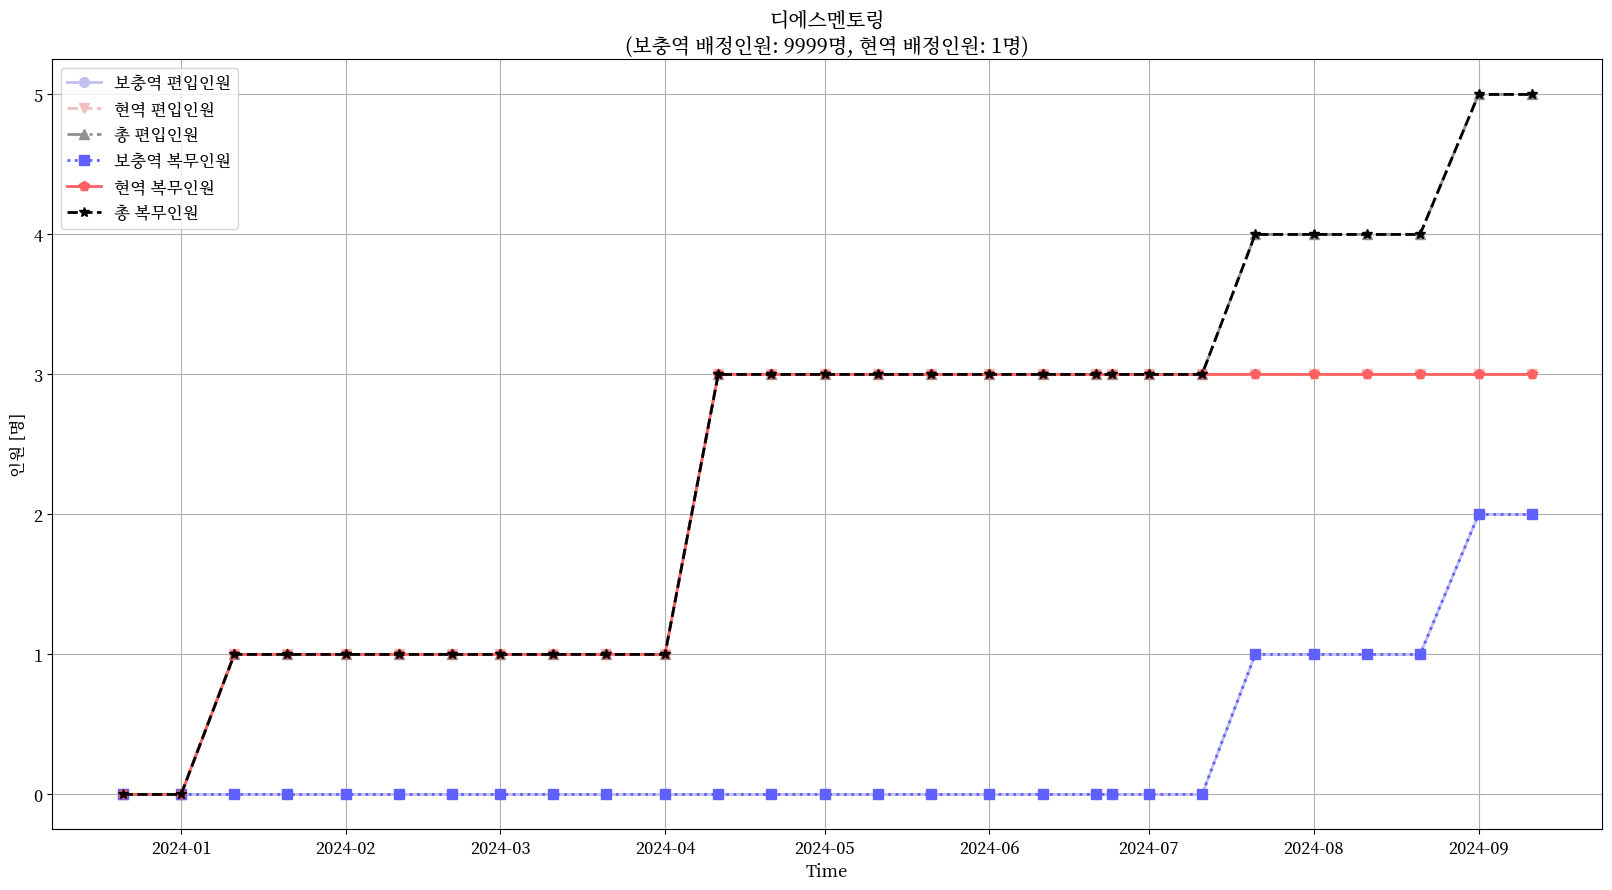 디에스멘토링
(보충역 배정인원: 9999명, 현역 배정인원: 1명)
보충역 편입인원
현역 편입인원
총 편입인원
보충역 복무인원
현역 복무인원
총 복무인원
5
4
3
2
1
0
인원 [명]
2024-01
2024-02
2024-03
2024-04
2024-05
2024-06
2024-07
2024-08
2024-09
Time